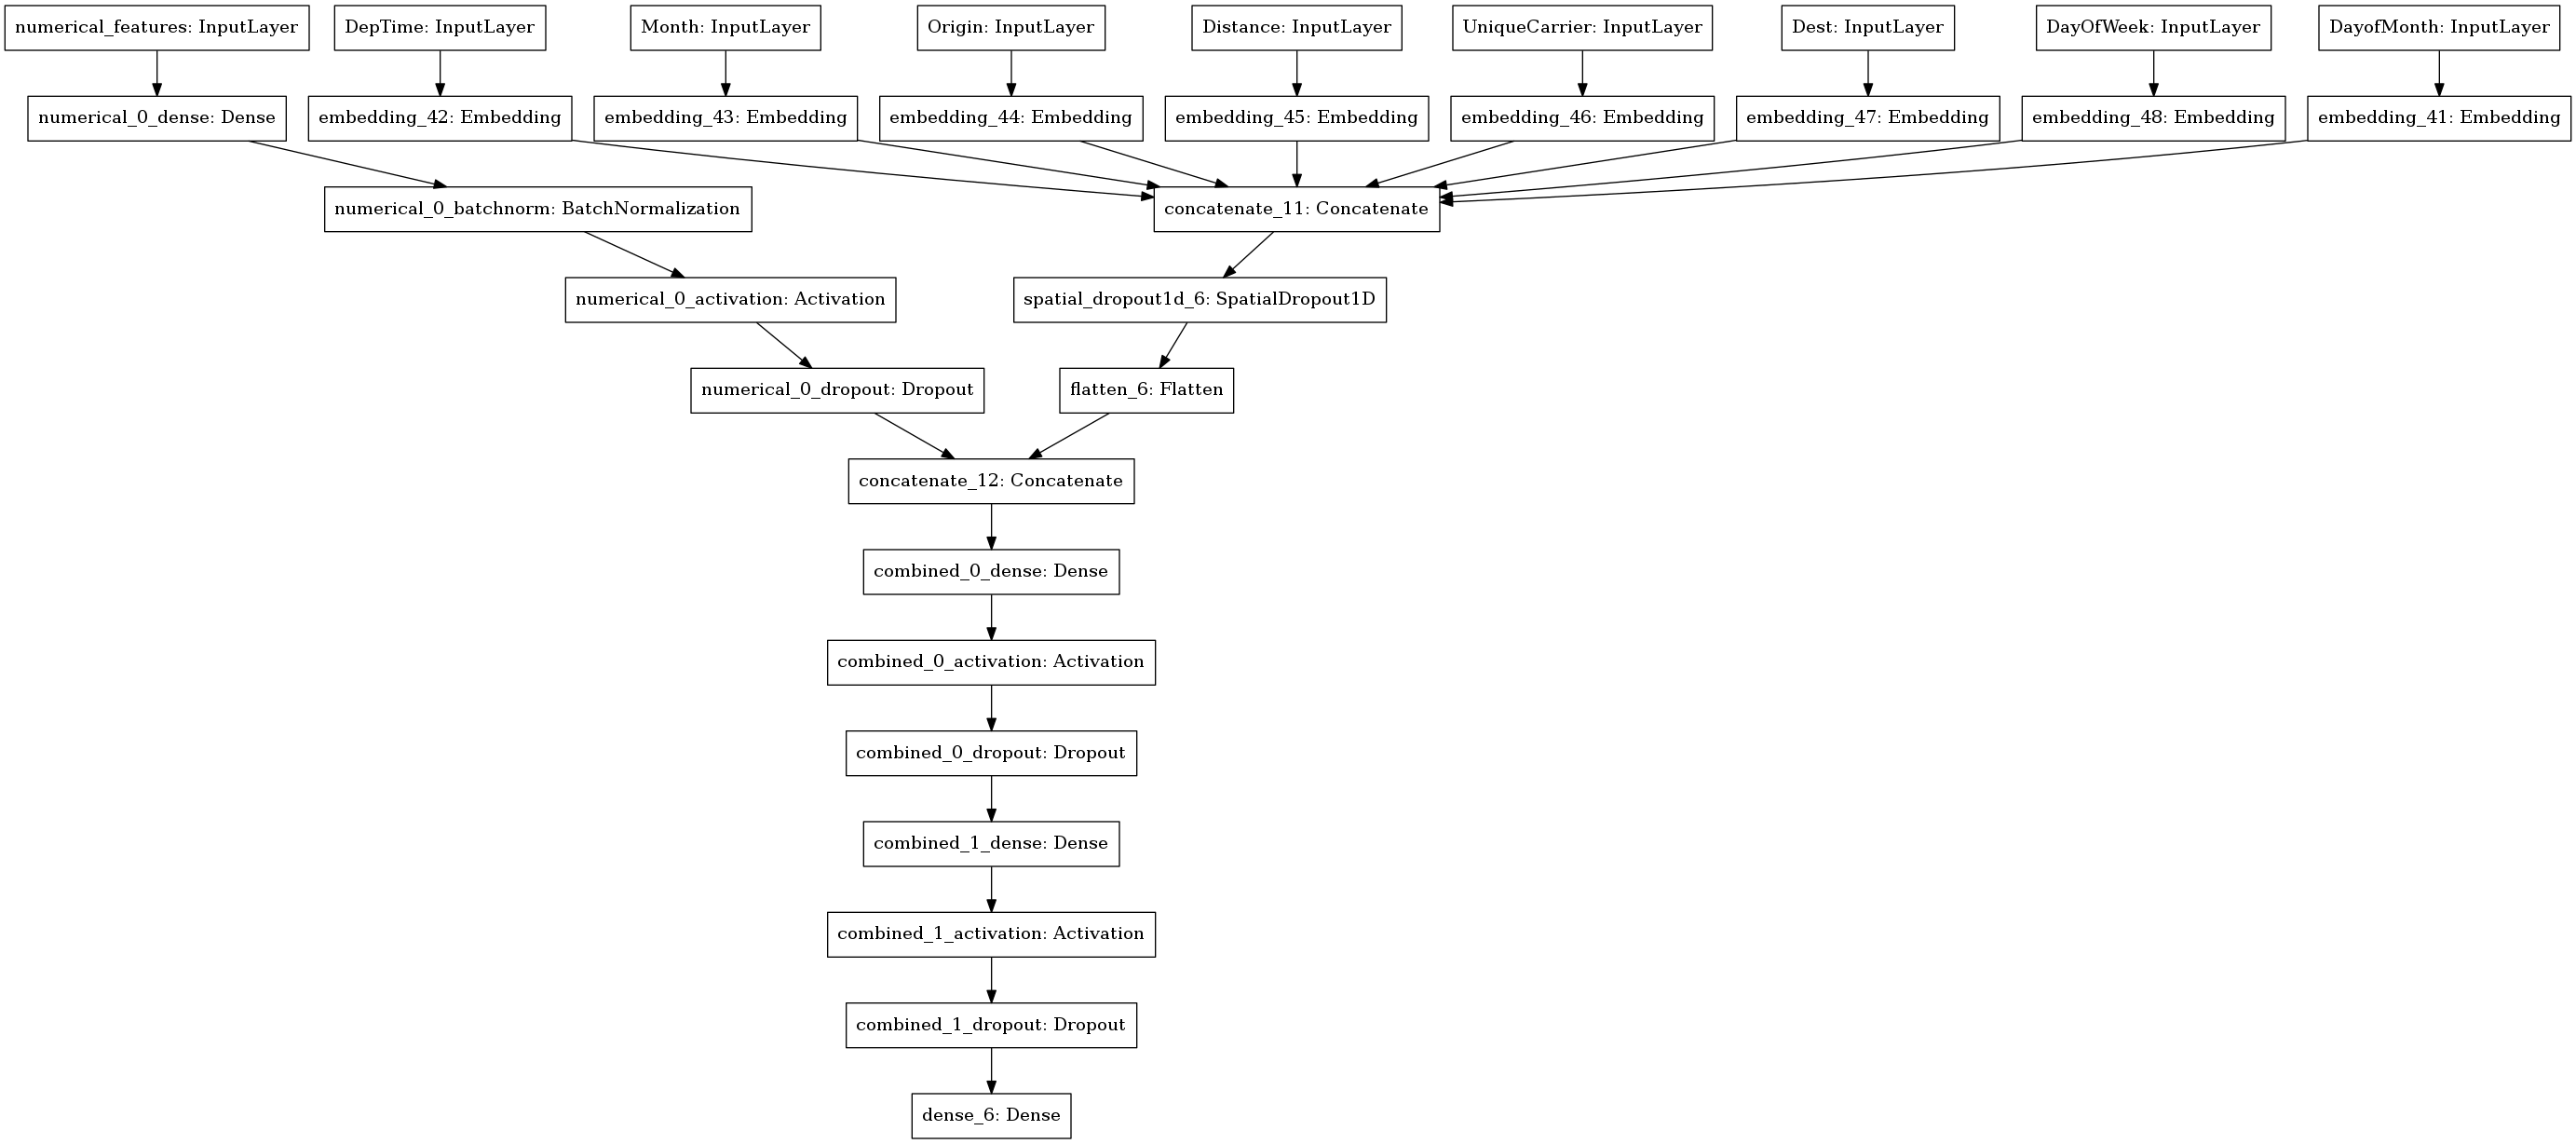 numerical_features: InputLayer
DepTime: InputLayer
Month: InputLayer
Origin: InputLayer
Distance: InputLayer
UniqueCarrier: InputLayer
Dest: InputLayer
DayOfWeek: InputLayer
DayofMonth: InputLayer
numerical_0_dense: Dense
embedding_42: Embedding
embedding_43: Embedding
embedding_44: Embedding
embedding_45: Embedding
embedding_46: Embedding
embedding_47: Embedding
embedding_48: Embedding
embedding_41: Embedding
numerical_0_batchnorm: BatchNormalization
concatenate_11: Concatenate
numerical_0_activation: Activation
spatial_dropout1d_6: SpatialDropout1D
numerical_0_dropout: Dropout
flatten_6: Flatten
concatenate_12: Concatenate
combined_0_dense: Dense
combined_0_activation: Activation
combined_0_dropout: Dropout
combined_1_dense: Dense
combined_1_activation: Activation
combined_1_dropout: Dropout
dense_6: Dense